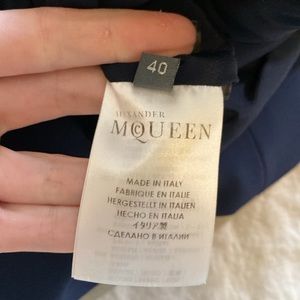 40
ALEXANDER
McQUEEN
MADE IN ITALY
FABRIQUE EN ITALIE
HERGESTELLT IN ITALIEN
HECHO EN ITALIA
イタリア製
СДЕЛАНО В ИТАЛИИ